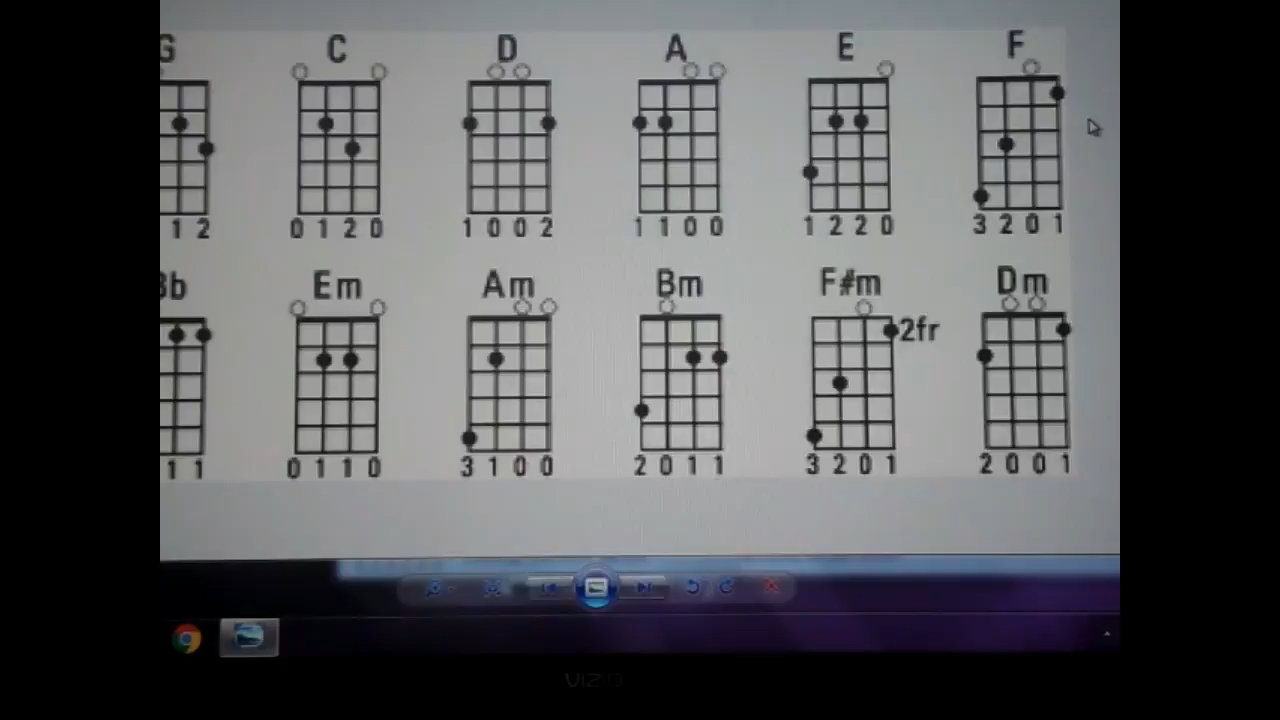 G C D A E F
1 2 0 1 2 0 1 0 0 2 1 1 0 0 1 2 2 0 3 2 0 1
Bb Em Am Bm F#m Dm
2fr
1 1 0 1 1 0 3 1 0 0 2 0 1 1 3 2 0 1 2 0 0 1